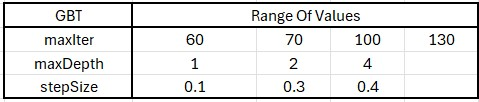 GBT Range Of Values
maxIter 60 70 100 130
maxDepth 1 2 4
stepSize 0.1 0.3 0.4